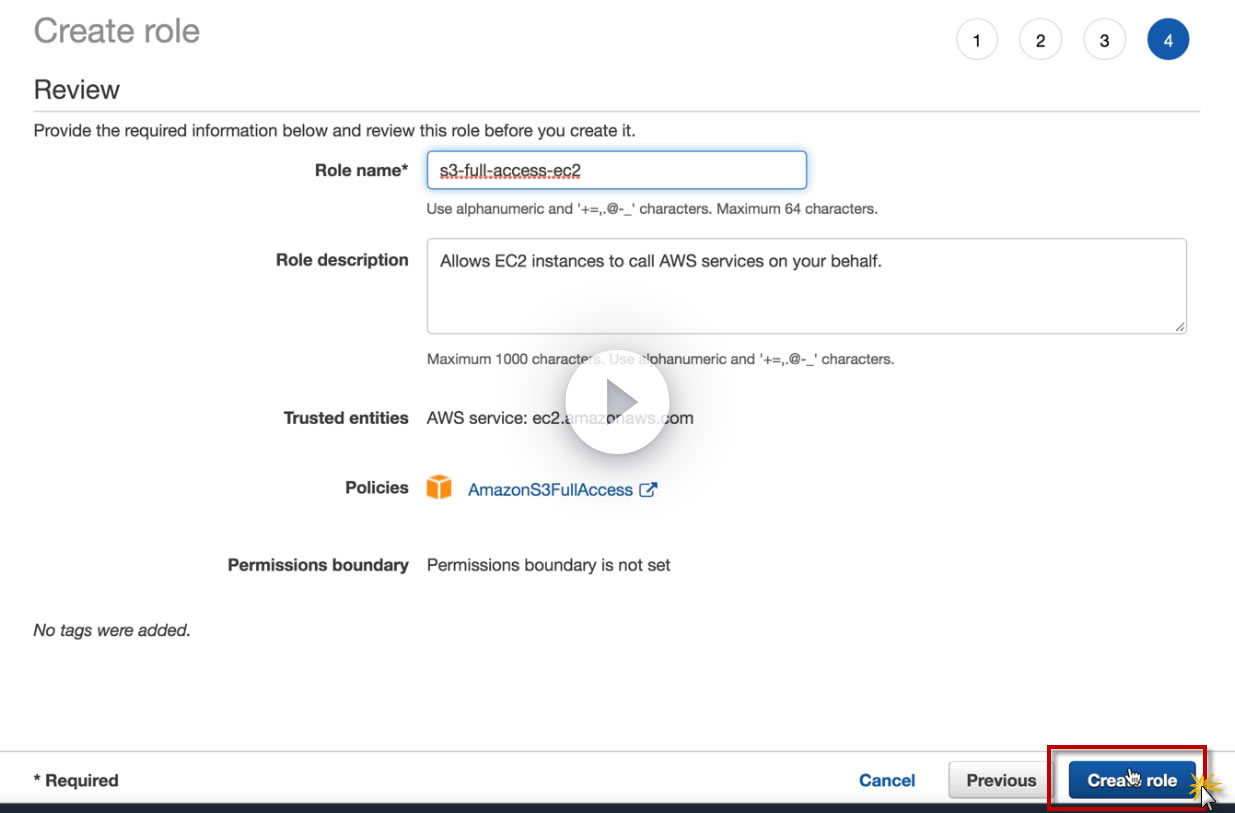 Create role
1 2 3 4
Review
Provide the required information below and review this role before you create it.
Role name* s3-full-access-ec2
Use alphanumeric and '+=,.@-_' characters. Maximum 64 characters.
Role description Allows EC2 instances to call AWS services on your behalf.
Maximum 1000 characters. Use alphanumeric and '+=,.@-_' characters.
Trusted entities AWS service: ec2.amazonaws.com
Policies AmazonS3FullAccess
Permissions boundary Permissions boundary is not set
No tags were added.
* Required Cancel Previous Create role